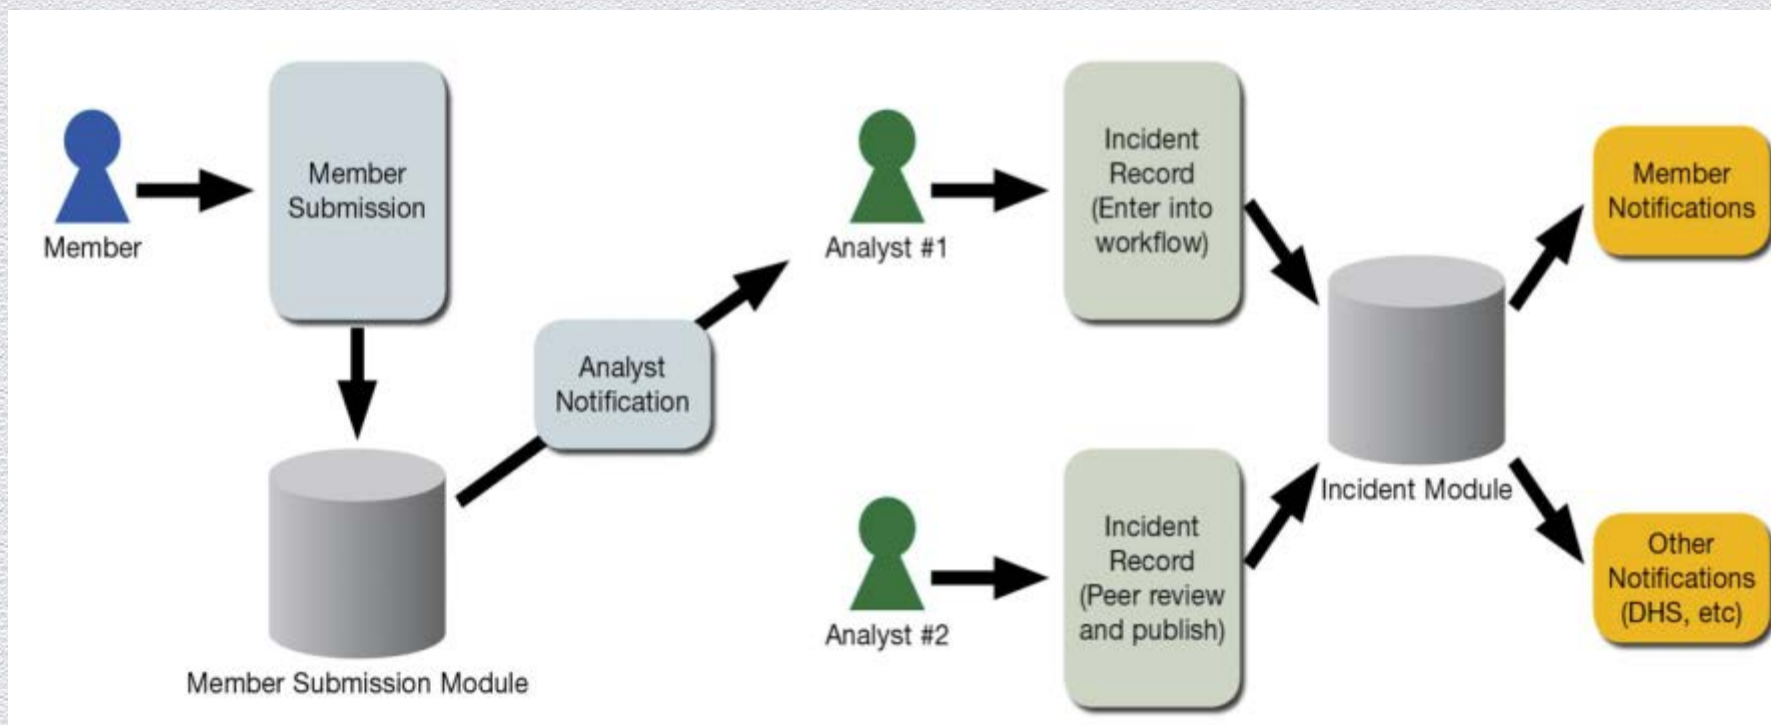 Member
Submission
Member
Member Submission Module
Analyst
Notification
Analyst #1
Incident
Record
(Enter into
workflow)
Analyst #2
Incident
Record
(Peer review
and publish)
Incident Module
Member
Notifications
Other
Notifications
(DHS, etc)